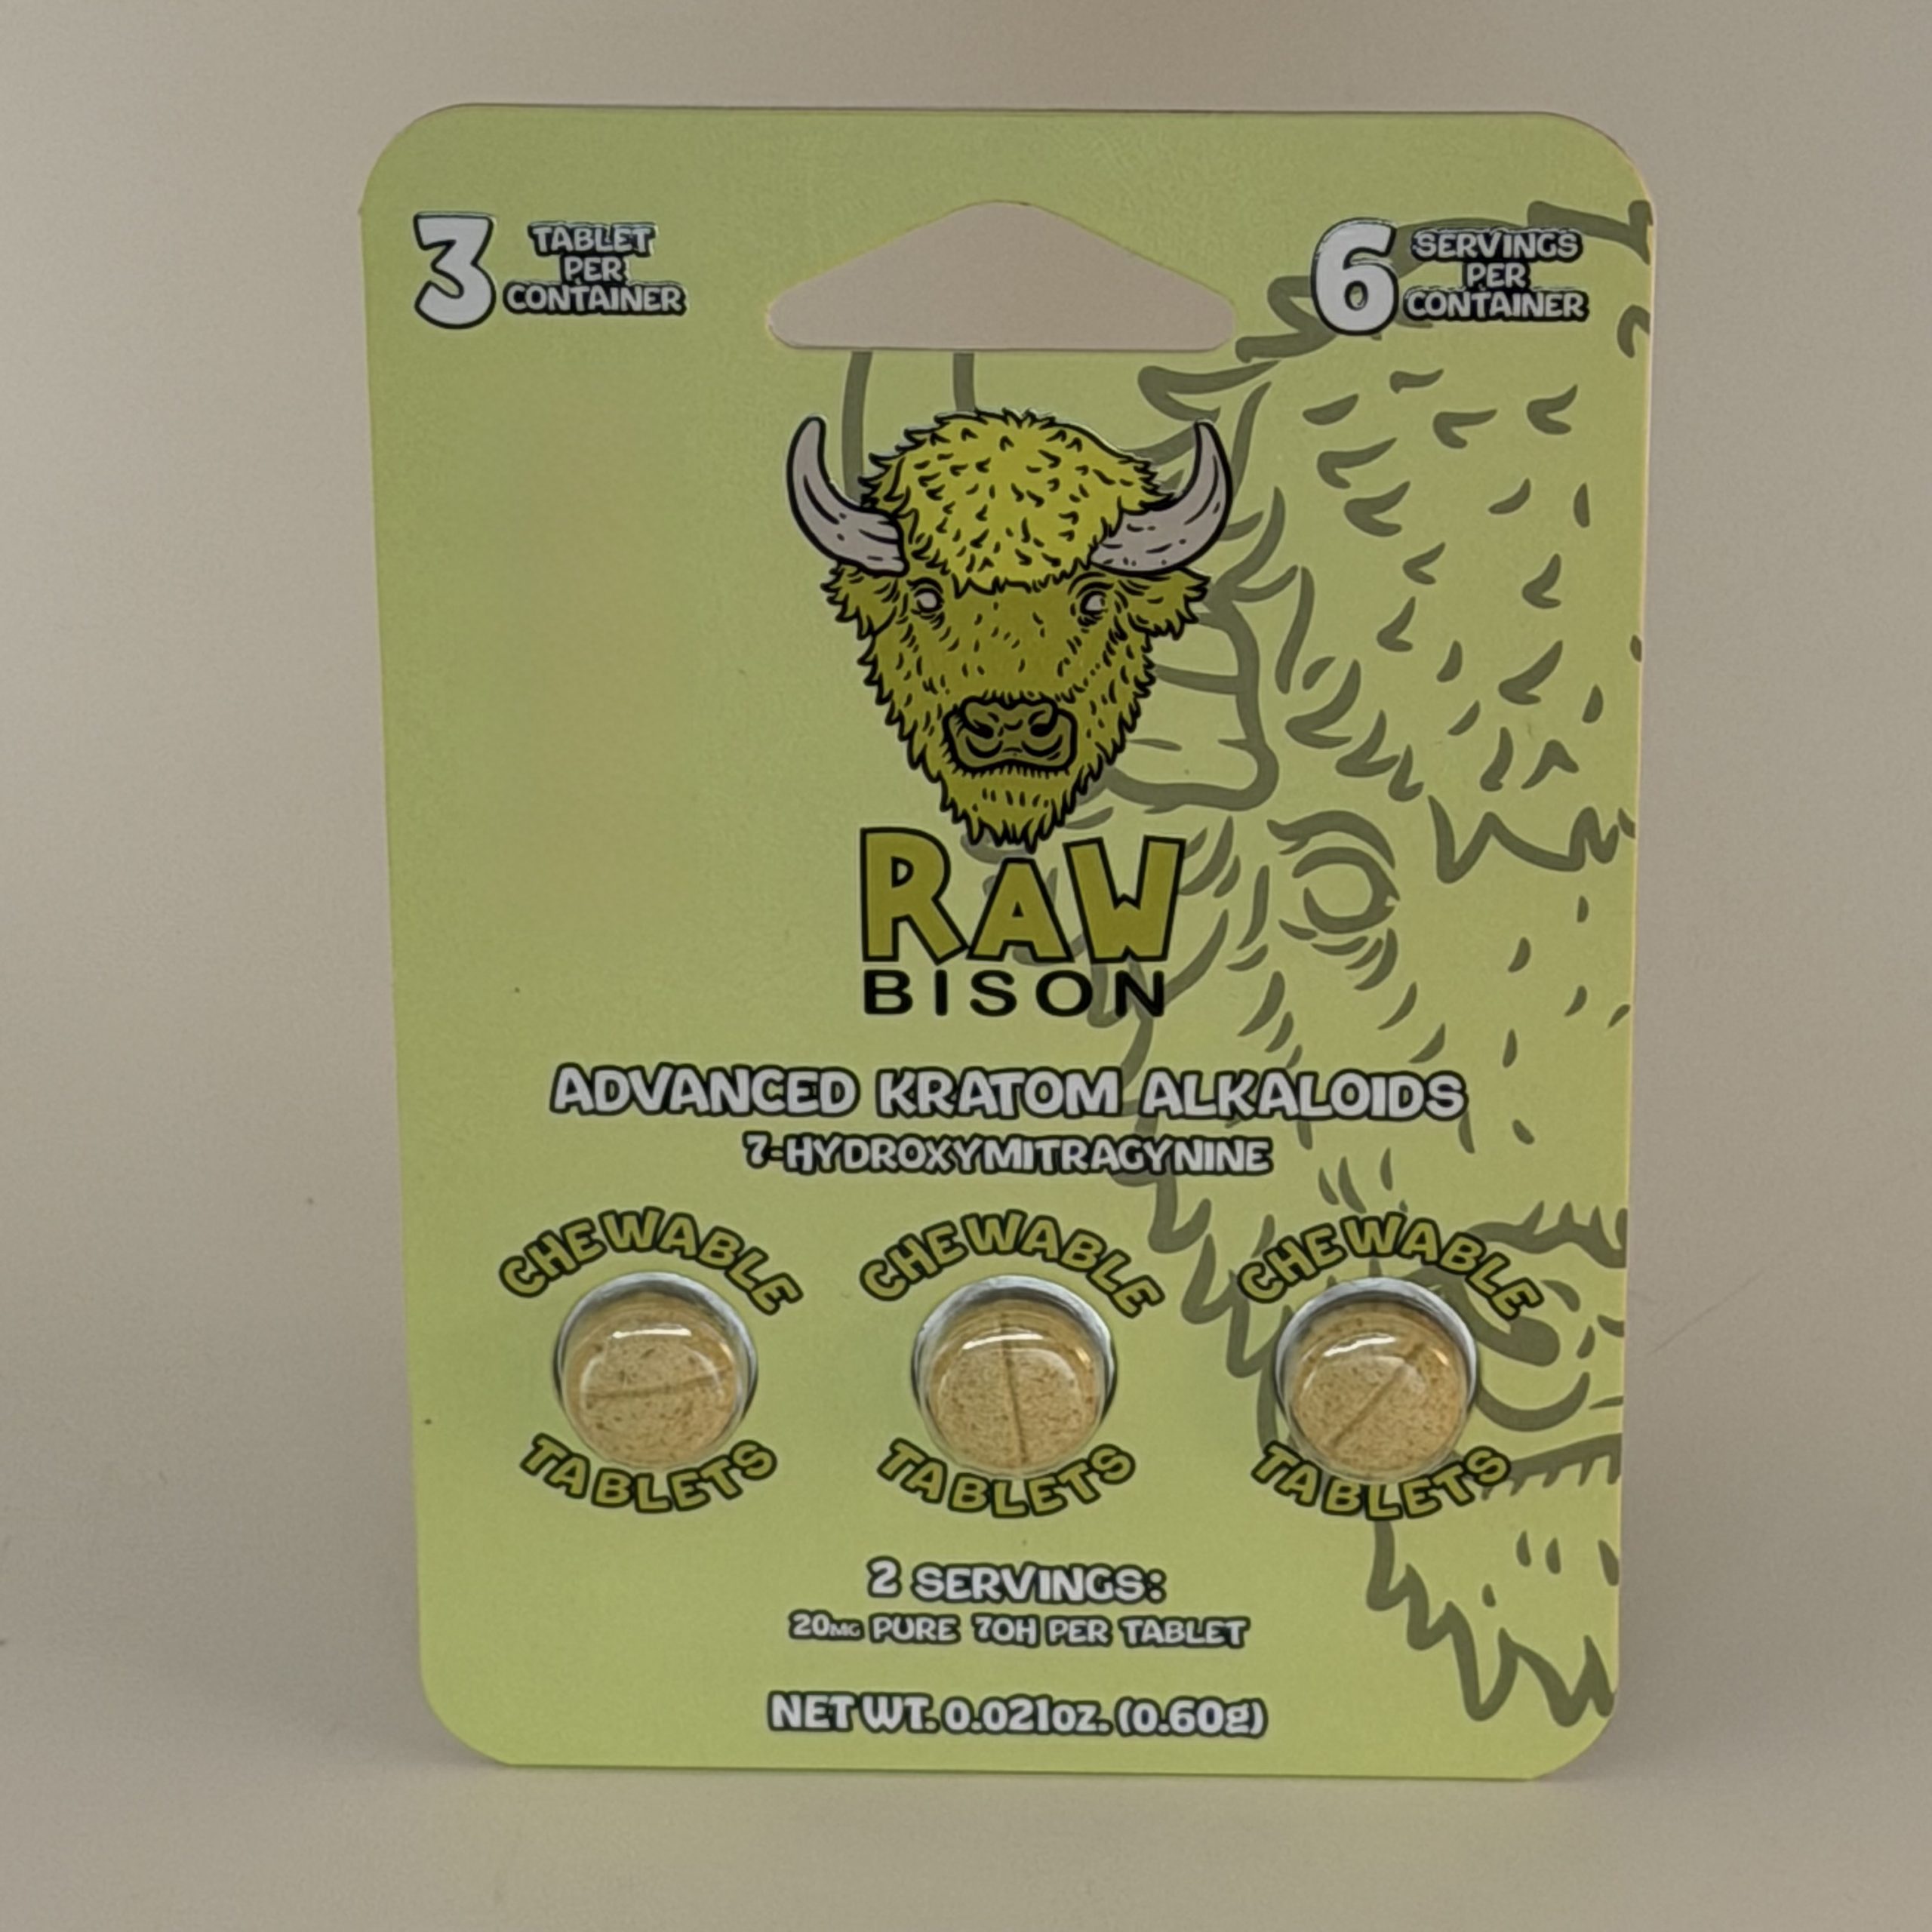 3 TABLET
PER
CONTAINER
6 SERVINGS
PER
CONTAINER
RAW
BISON
ADVANCED KRATOM ALKALOIDS
7-HYDROXYMITRAGYNINE
CHEWABLE
TABLETS
CHEWABLE
TABLETS
CHEWABLE
TABLETS
2 SERVINGS:
20MG PURE 7OH PER TABLET
NET WT. 0.021oz. (0.60g)